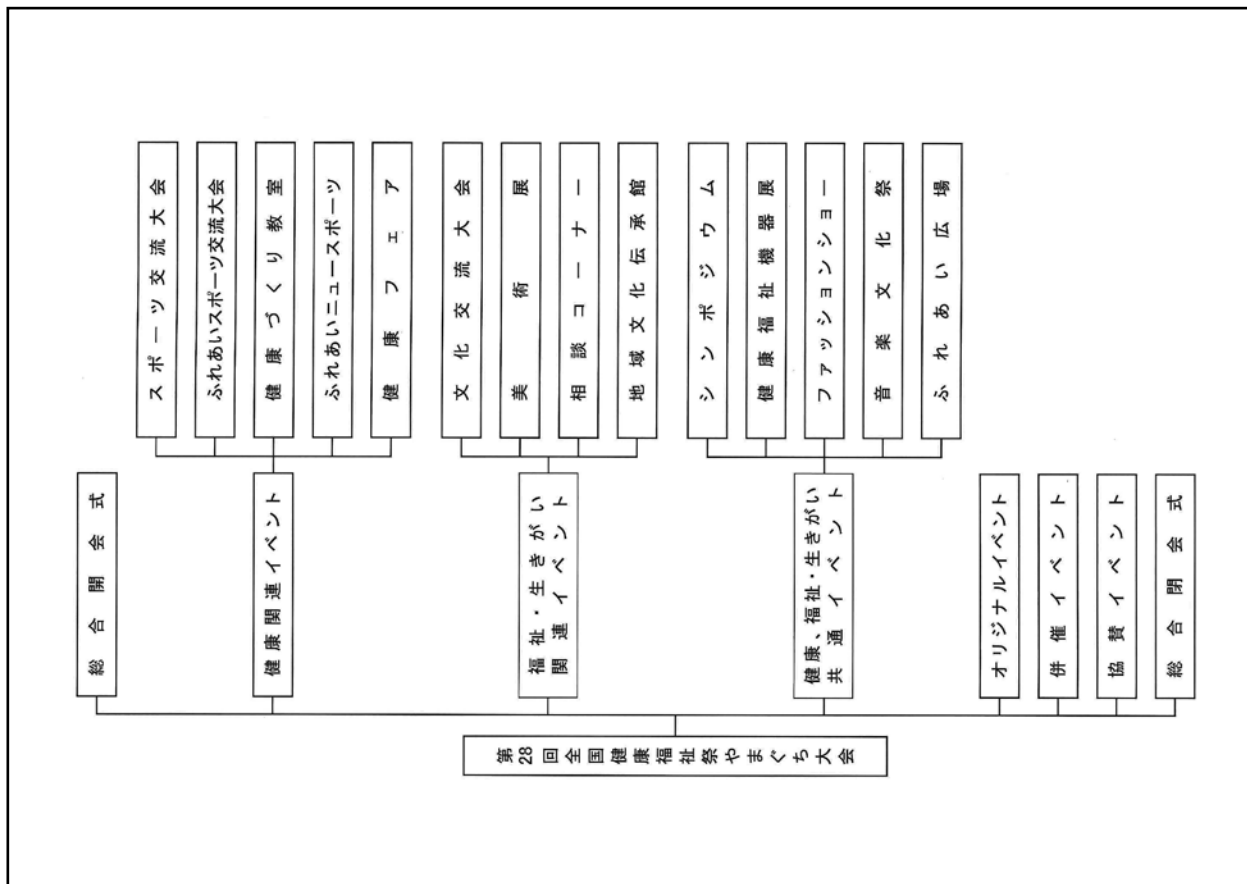 第28回全国健康福祉祭やまぐち大会
総合開会式
健康関連イベント
スポーツ交流大会
ふれあいスポーツ交流大会
健康づくり教室
ふれあいニュースポーツ
健康フェア
福祉・生きがい
関連イベント
文化交流大会
美術展
相談コーナー
地域文化伝承館
健康、福祉・生きがい
共通イベント
シンポジウム
健康福祉機器展
ファッションショー
音楽文化祭
ふれあい広場
オリジナルイベント
併催イベント
協賛イベント
総合閉会式